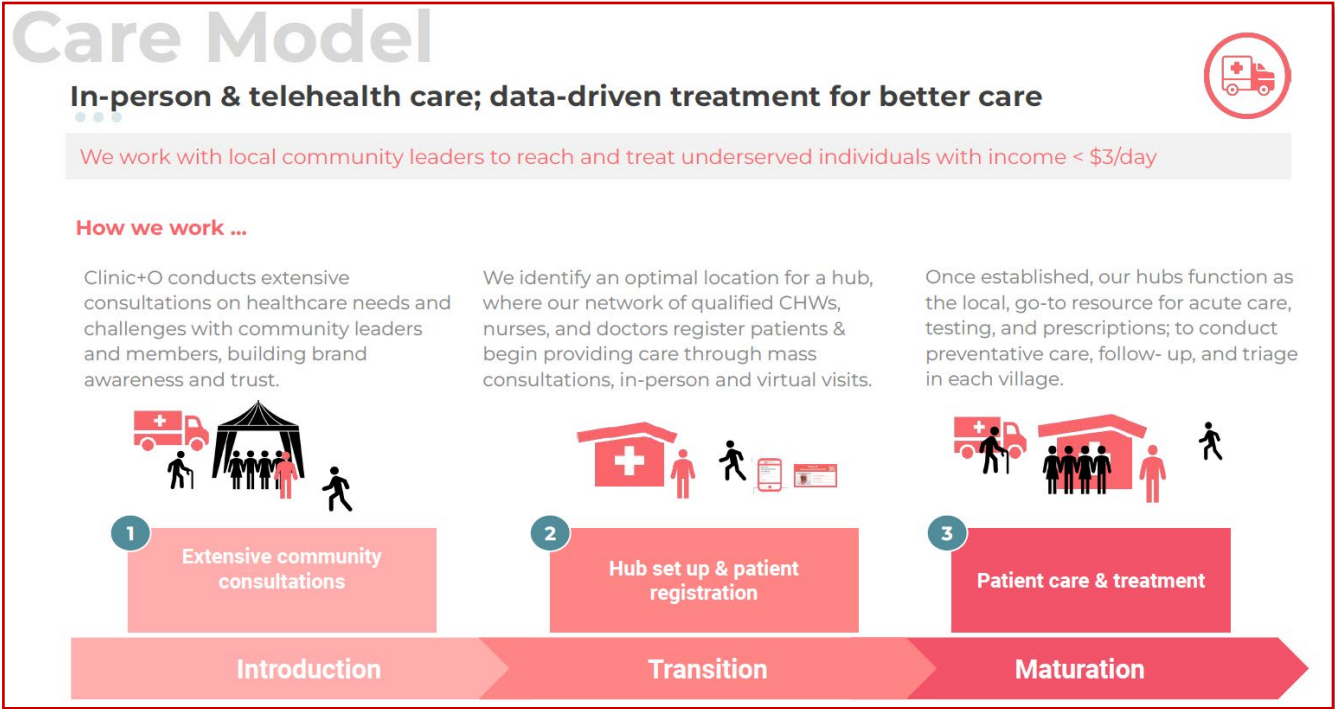 Care Model
In-person & telehealth care; data-driven treatment for better care
We work with local community leaders to reach and treat underserved individuals with income < $3/day
How we work ...
Clinic+O conducts extensive
consultations on healthcare needs and
challenges with community leaders
and members, building brand
awareness and trust.
We identify an optimal location for a hub,
where our network of qualified CHWs,
nurses, and doctors register patients &
begin providing care through mass
consultations, in-person and virtual visits.
Once established, our hubs function as
the local, go-to resource for acute care,
testing, and prescriptions; to conduct
preventative care, follow- up, and triage
in each village.
1
Extensive community
consultations
2
Hub set up & patient
registration
3
Patient care & treatment
Introduction
Transition
Maturation